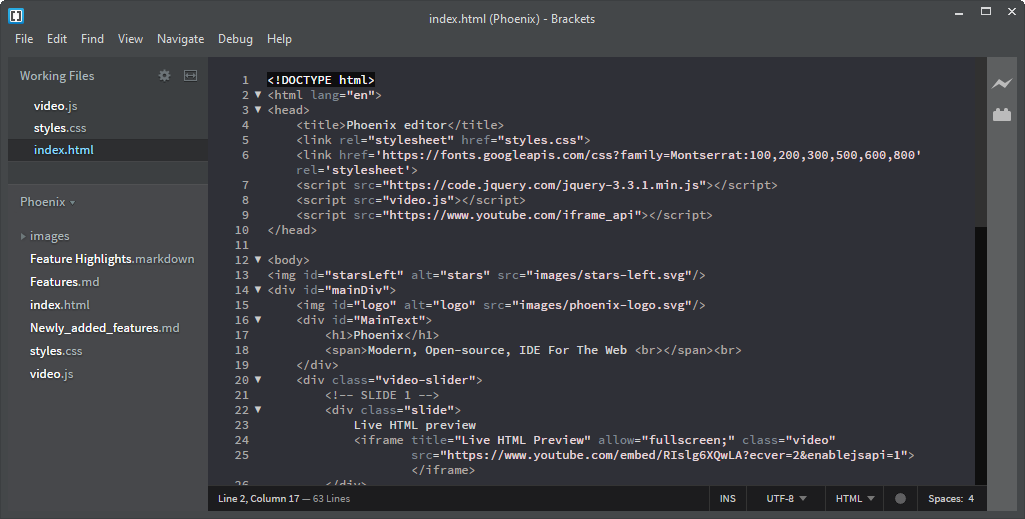 index.html (Phoenix) - Brackets
File Edit Find View Navigate Debug Help
Working Files
video.js
styles.css
index.html
Phoenix
images
Feature Highlights.markdown
Features.md
index.html
Newly_added_features.md
styles.css
video.js
1 <!DOCTYPE html>
2 <html lang="en">
3 <head>
4 <title>Phoenix editor</title>
5 <link rel="stylesheet" href="styles.css">
6 <link href='https://fonts.googleapis.com/css?family=Montserrat:100,200,300,500,600,800'
rel='stylesheet'>
7 <script src="https://code.jquery.com/jquery-3.3.1.min.js"></script>
8 <script src="video.js"></script>
9 <script src="https://www.youtube.com/iframe_api"></script>
10 </head>
11
12 <body>
13 <img id="starsLeft" alt="stars" src="images/stars-left.svg"/>
14 <div id="mainDiv">
15 <img id="logo" alt="logo" src="images/phoenix-logo.svg"/>
16 <div id="MainText">
17 <h1>Phoenix</h1>
18 <span>Modern, Open-source, IDE For The Web <br></span><br>
19 </div>
20 <div class="video-slider">
21 <!-- SLIDE 1 -->
22 <div class="slide">
23 Live HTML preview
24 <iframe title="Live HTML Preview" allow="fullscreen;" class="video"
25 src="https://www.youtube.com/embed/RIslg6XQwLA?ecver=2&enablejsapi=1">
</iframe>
26 </div>
Line 2, Column 17 — 63 Lines
INS UTF-8 HTML Spaces: 4